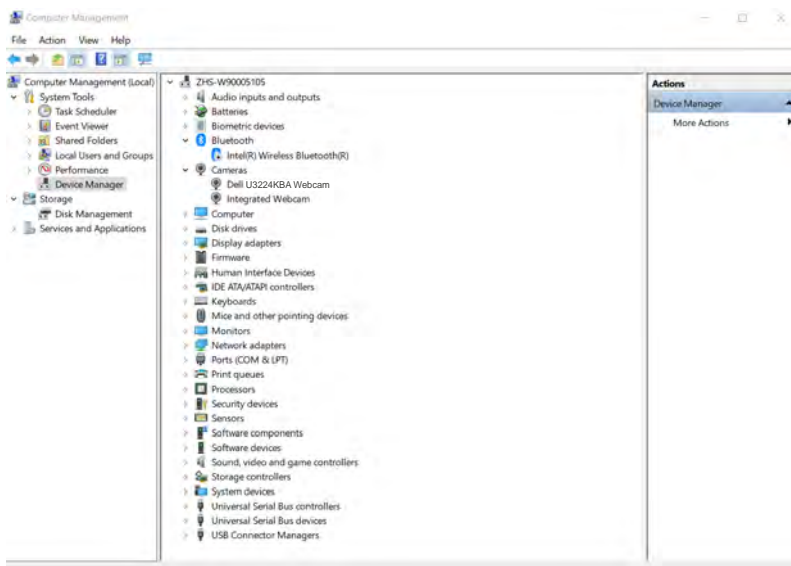 Computer Management
File Action View Help
Computer Management (Local)
System Tools
Task Scheduler
Event Viewer
Shared Folders
Local Users and Groups
Performance
Device Manager
Storage
Disk Management
Services and Applications
ZHS-W90005105
Audio inputs and outputs
Batteries
Biometric devices
Bluetooth
Intel(R) Wireless Bluetooth(R)
Cameras
Dell U3224KBA Webcam
Integrated Webcam
Computer
Disk drives
Display adapters
Firmware
Human Interface Devices
IDE ATA/ATAPI controllers
Keyboards
Mice and other pointing devices
Monitors
Network adapters
Ports (COM & LPT)
Print queues
Processors
Security devices
Sensors
Software components
Software devices
Sound, video and game controllers
Storage controllers
System devices
Universal Serial Bus controllers
Universal Serial Bus devices
USB Connector Managers
Actions
Device Manager
More Actions